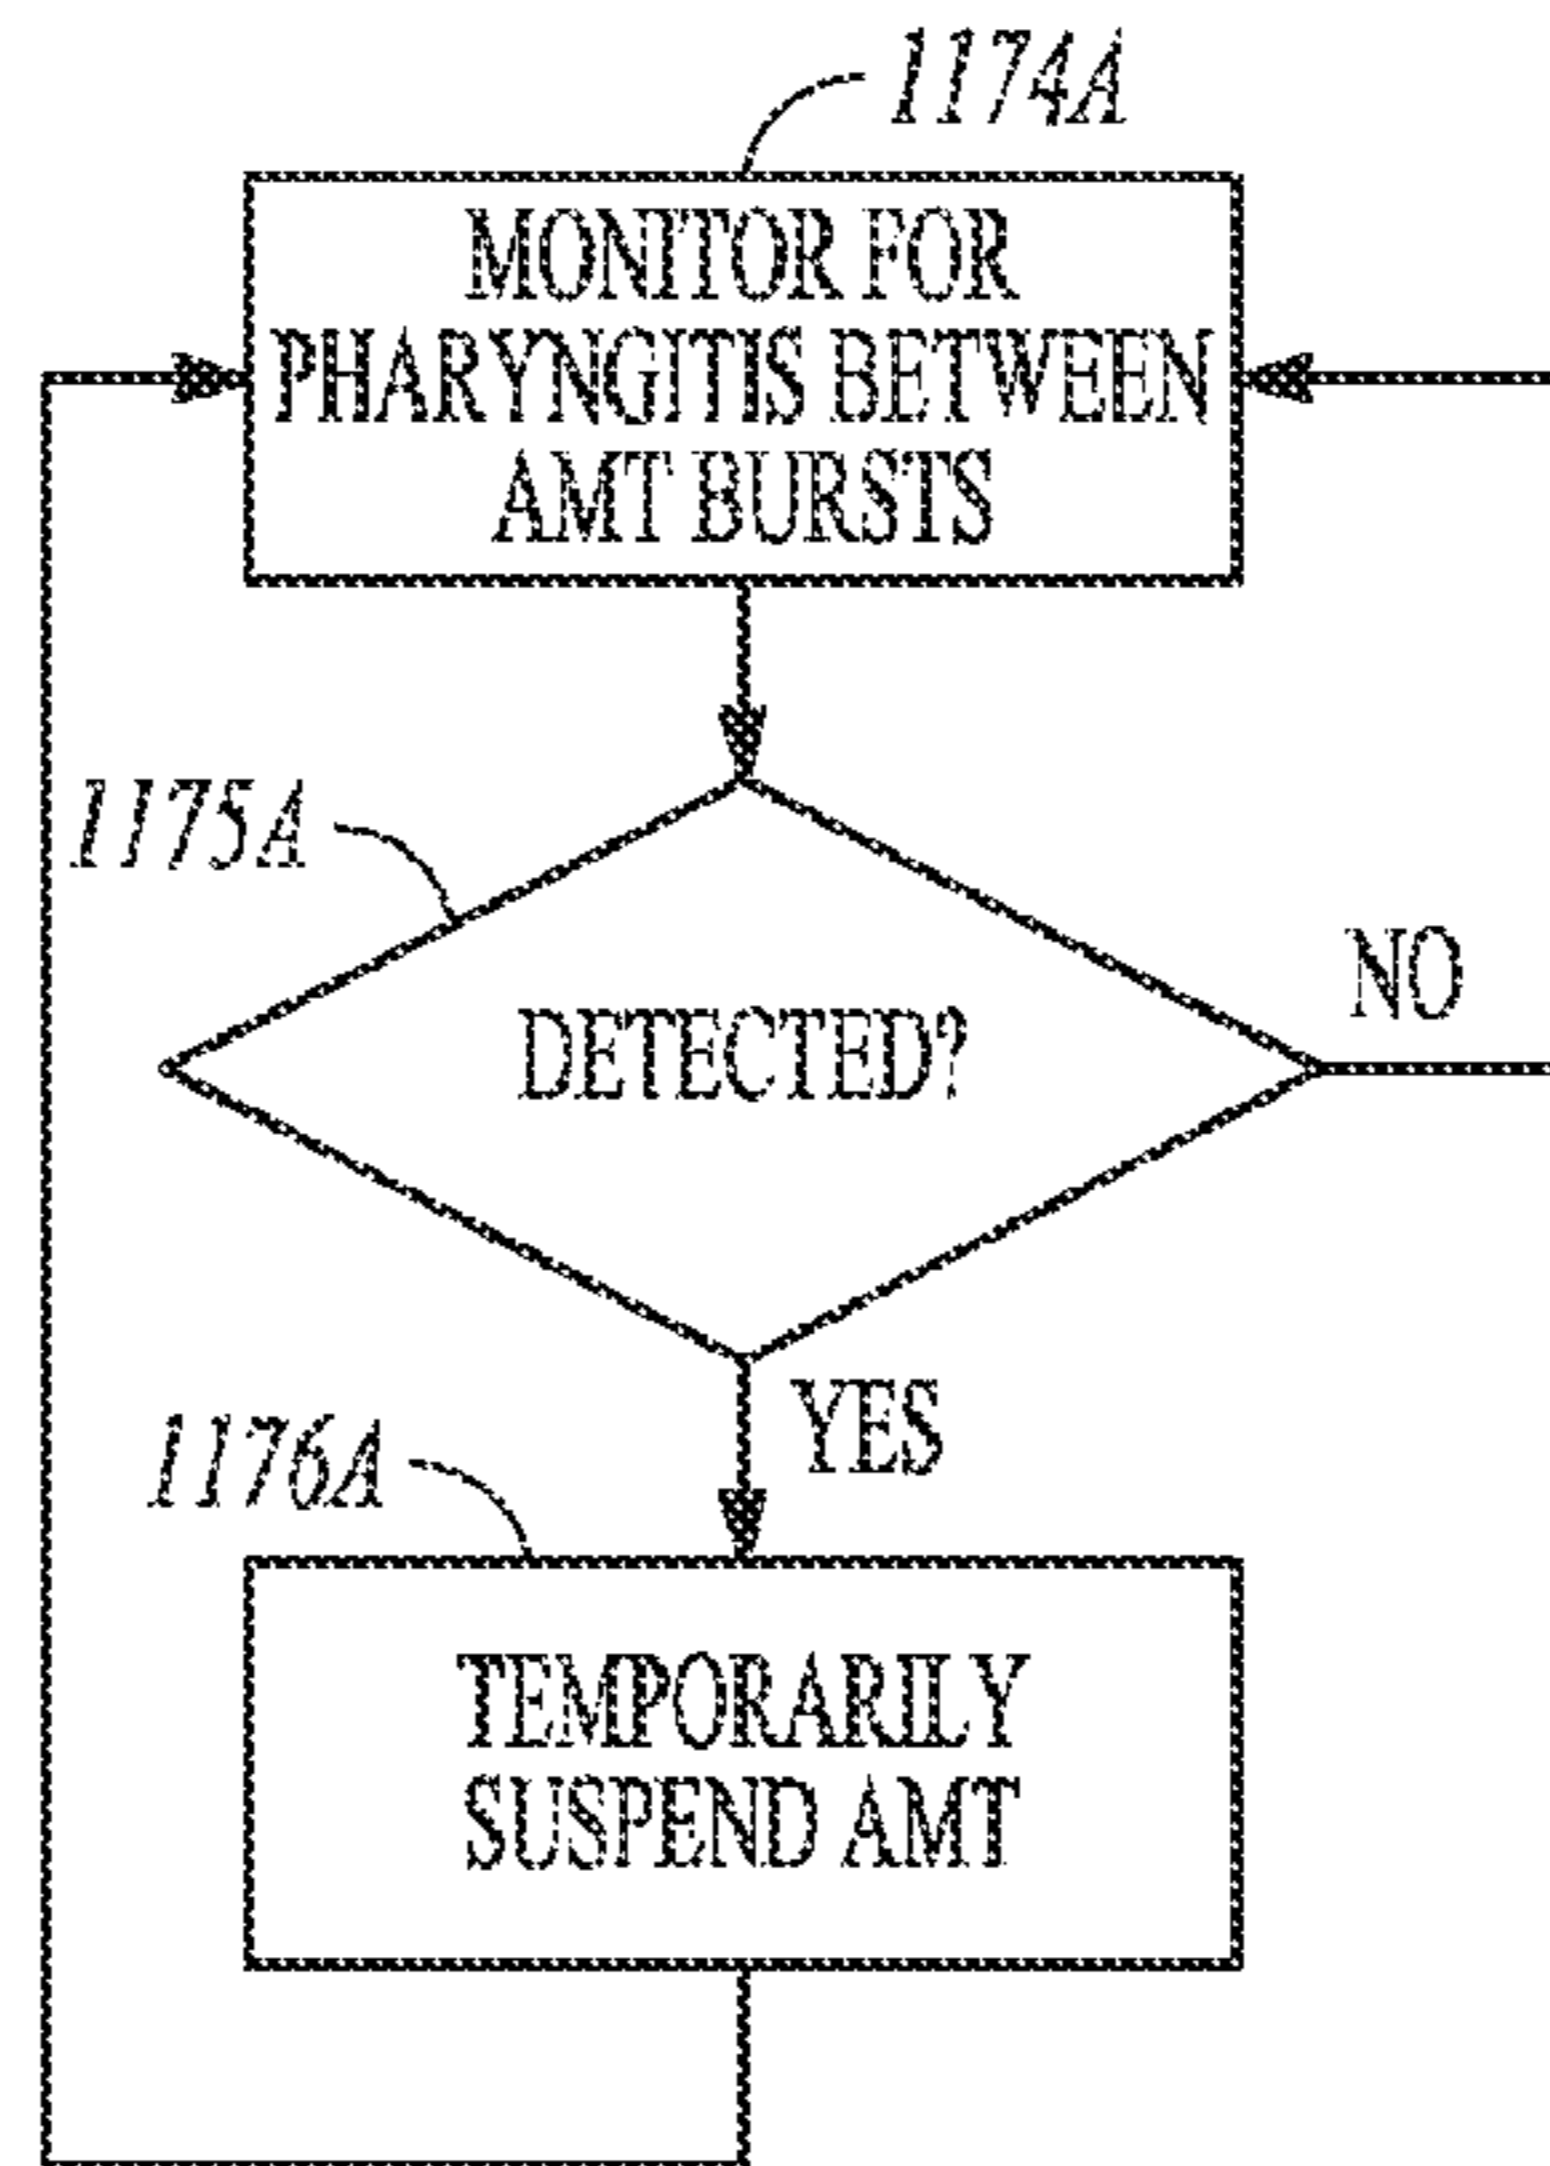 1174A
MONITOR FOR
PHARYNGITIS BETWEEN
AMT BURSTS
1175A
DETECTED?
NO
YES
1176A
TEMPORARILY
SUSPEND AMT